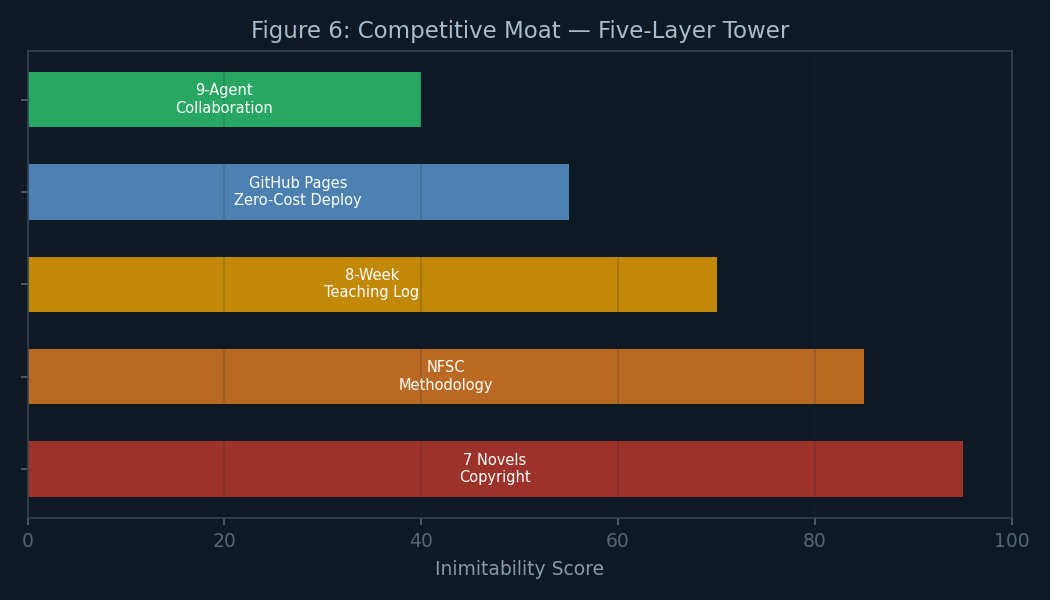 Figure 6: Competitive Moat — Five-Layer Tower
9-Agent
Collaboration
GitHub Pages
Zero-Cost Deploy
8-Week
Teaching Log
NFSC
Methodology
7 Novels
Copyright
0 20 40 60 80 100
Inimitability Score